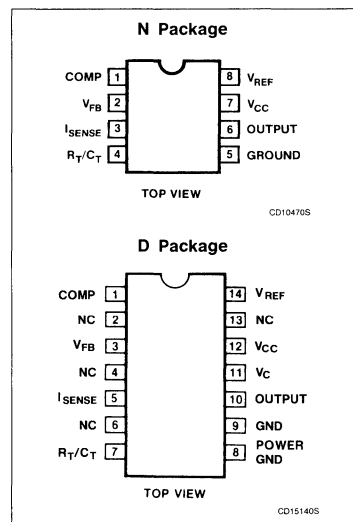 N Package
COMP 1 8 VREF
VFB 2 7 VCC
ISENSE 3 6 OUTPUT
RT/CT 4 5 GROUND
TOP VIEW
CD10470S
D Package
COMP 1 14 VREF
NC 2 13 NC
VFB 3 12 VCC
NC 4 11 VC
ISENSE 5 10 OUTPUT
NC 6 9 GND
RT/CT 7 8 POWER GND
TOP VIEW
CD15140S